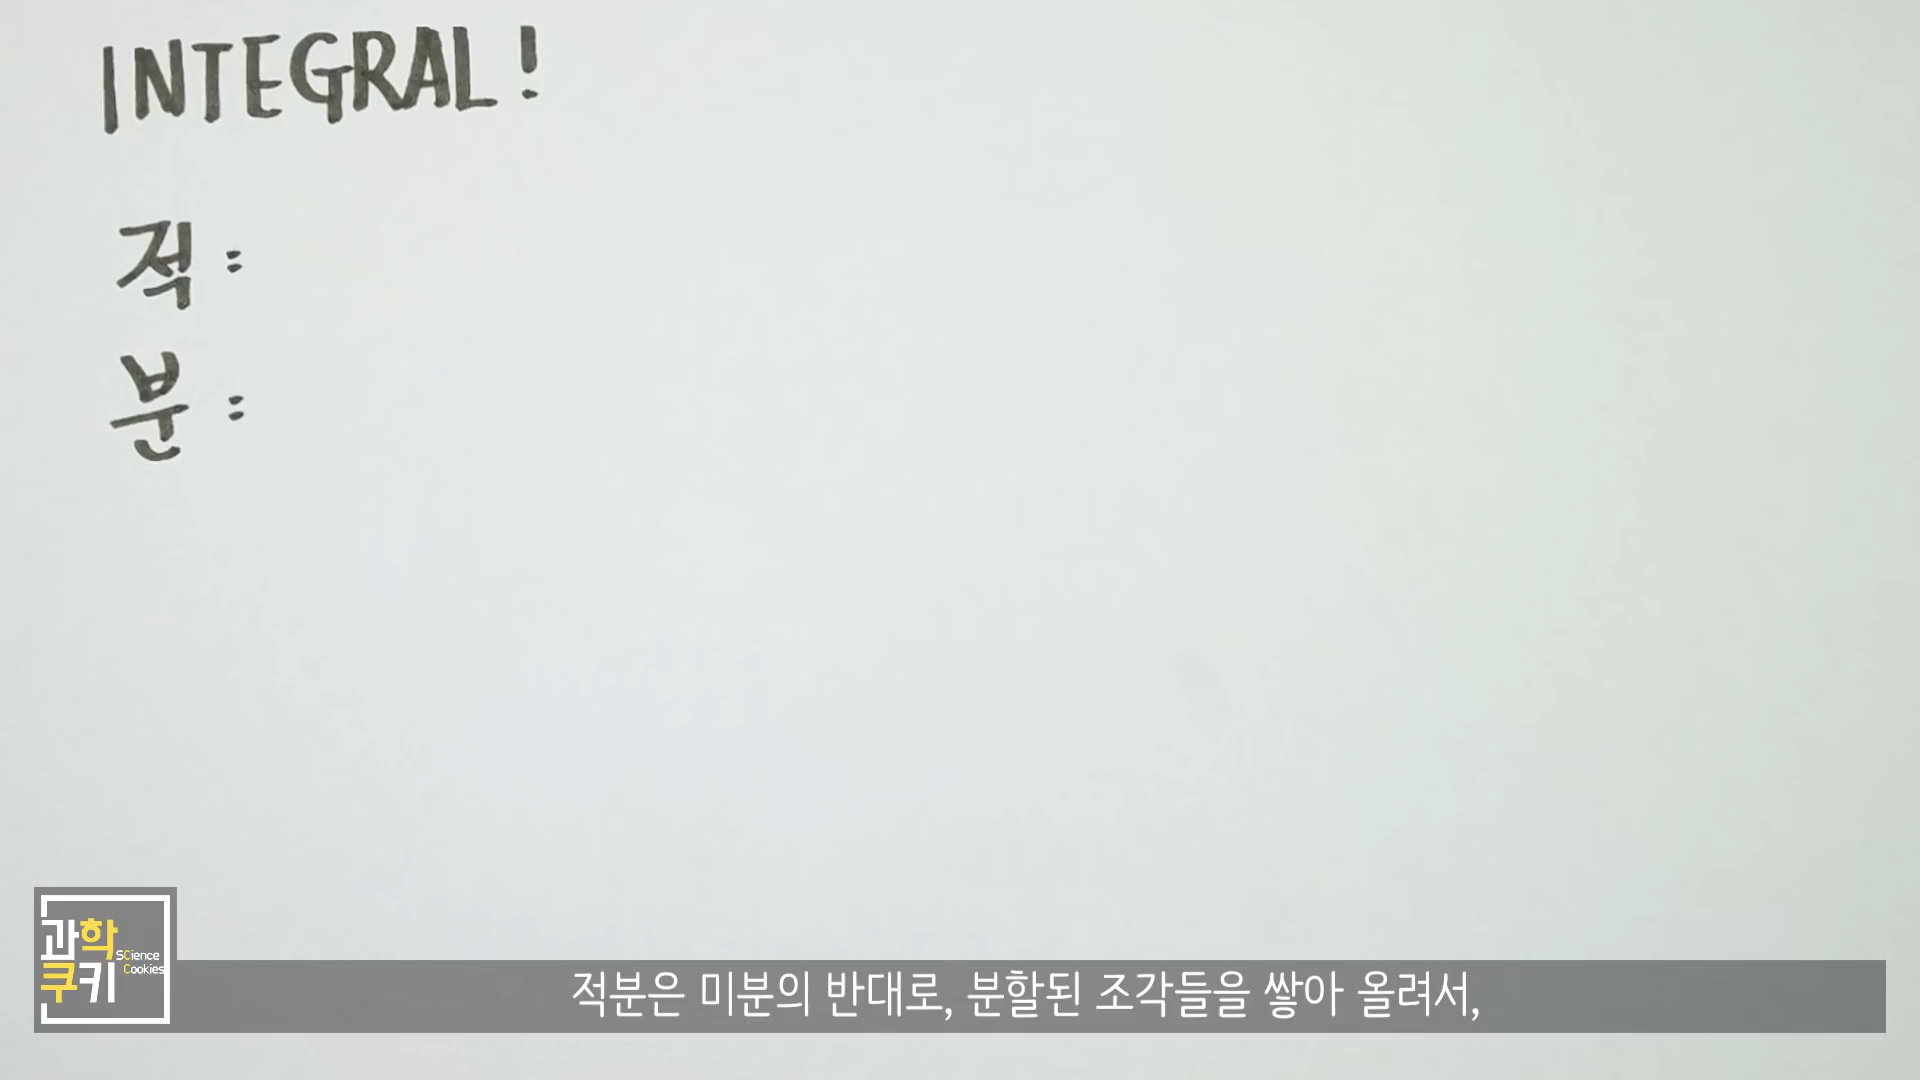 INTEGRAL!
적:
분:
과학
쿠키
Science
Cookies
적분은 미분의 반대로, 분할된 조각들을 쌓아 올려서,